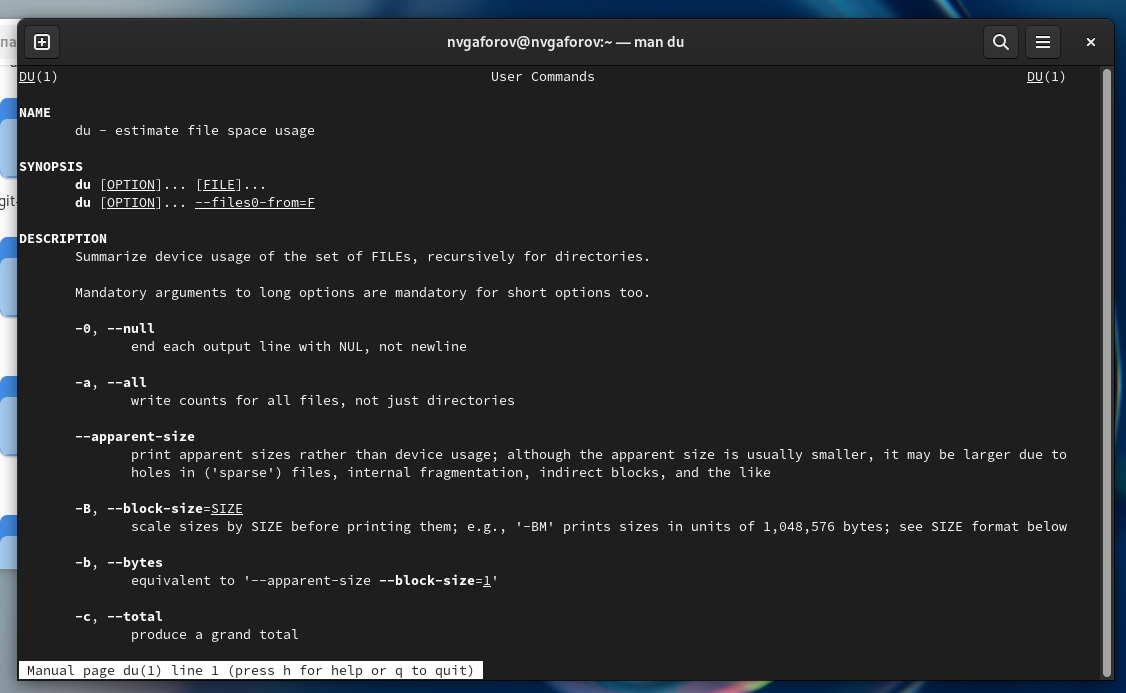 nvgaforov@nvgaforov:~ — man du
DU(1) User Commands DU(1)
NAME
du - estimate file space usage
SYNOPSIS
du [OPTION]... [FILE]...
du [OPTION]... --files0-from=F
DESCRIPTION
Summarize device usage of the set of FILEs, recursively for directories.
Mandatory arguments to long options are mandatory for short options too.
-0, --null
end each output line with NUL, not newline
-a, --all
write counts for all files, not just directories
--apparent-size
print apparent sizes rather than device usage; although the apparent size is usually smaller, it may be larger due to
holes in ('sparse') files, internal fragmentation, indirect blocks, and the like
-B, --block-size=SIZE
scale sizes by SIZE before printing them; e.g., '-BM' prints sizes in units of 1,048,576 bytes; see SIZE format below
-b, --bytes
equivalent to '--apparent-size --block-size=1'
-c, --total
produce a grand total
Manual page du(1) line 1 (press h for help or q to quit)
git-